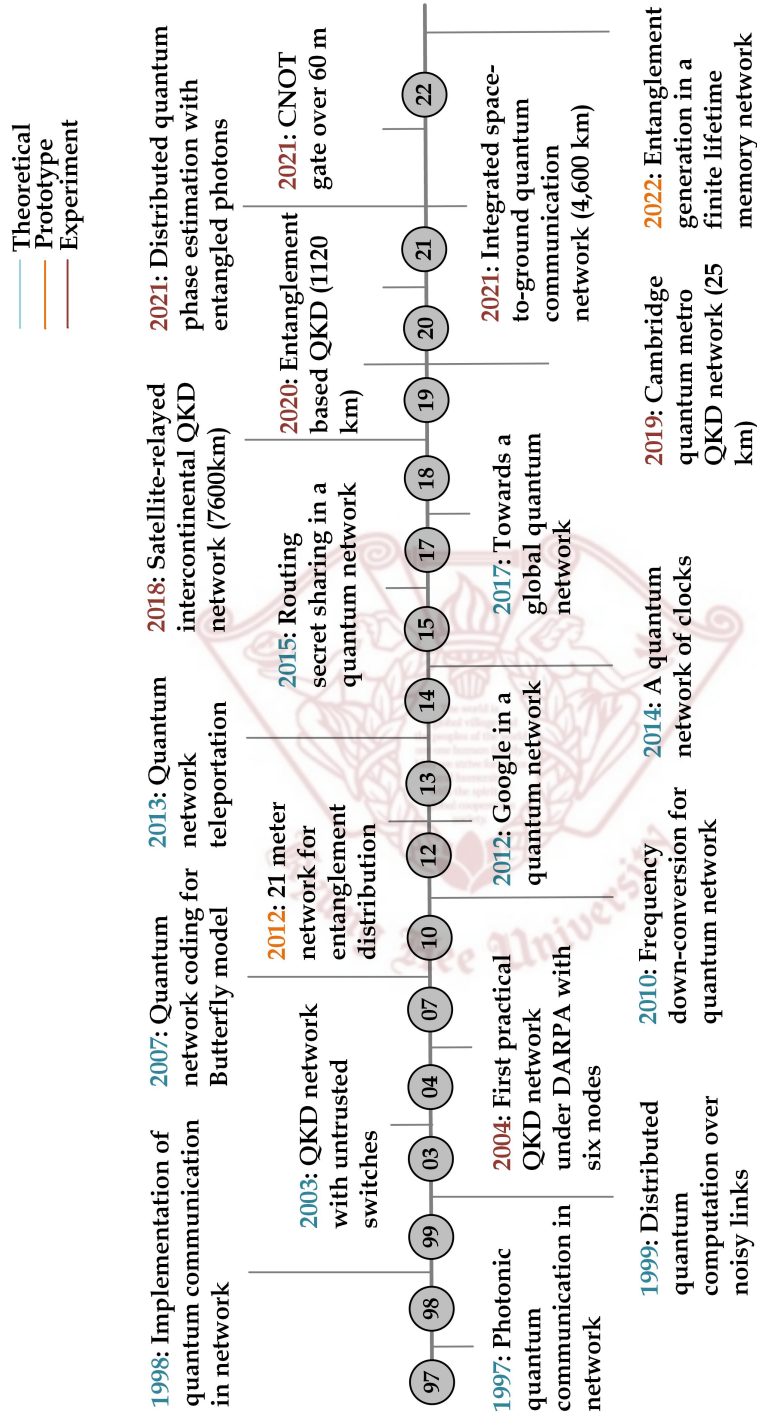 Theoretical
Prototype
Experiment
1998: Implementation of
quantum communication
in network
2007: Quantum
network coding for
Butterfly model
2013: Quantum
network
teleportation
2018: Satellite-relayed
intercontinental QKD
network (7600km)
2021: Distributed quantum
phase estimation with
entangled photons
2003: QKD network
with untrusted
switches
2012: 21 meter
network for
entanglement
distribution
2015: Routing
secret sharing in a
quantum network
2020: Entanglement
based QKD (1120
km)
2021: CNOT
gate over 60 m
97
98
99
03
04
07
10
12
13
14
15
17
18
19
20
21
22
1997: Photonic
quantum
communication in
network
2004: First practical
QKD network
under DARPA with
six nodes
2012: Google in a
quantum network
2017: Towards a
global quantum
network
2021: Integrated space-
to-ground quantum
communication
network (4,600 km)
1999: Distributed
quantum
computation over
noisy links
2010: Frequency
down-conversion for
quantum network
2014: A quantum
network of clocks
2019: Cambridge
quantum metro
QKD network (25
km)
2022: Entanglement
generation in a
finite lifetime
memory network
University